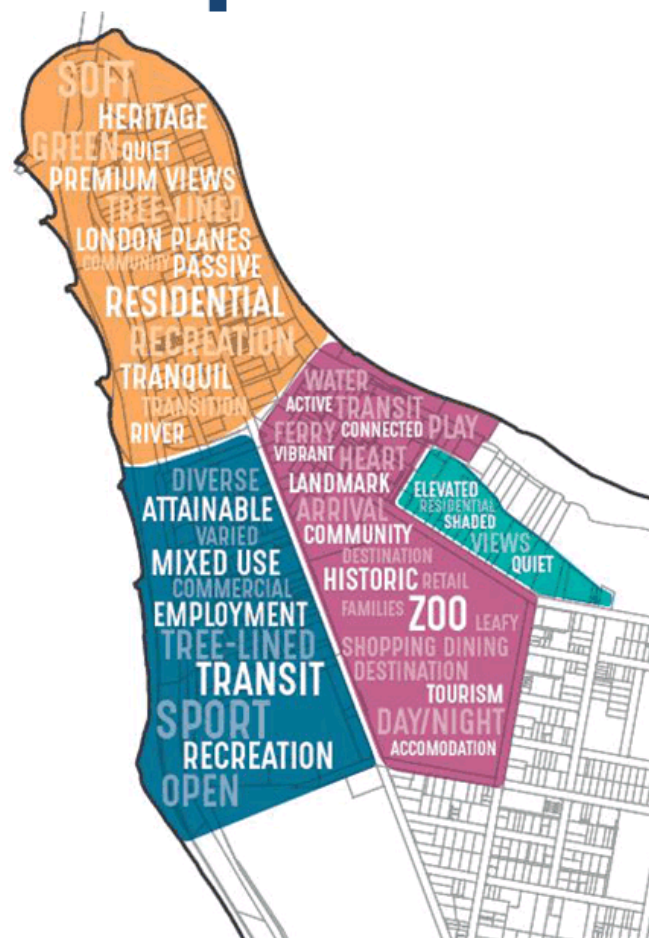 SOFT
HERITAGE
GREEN QUIET
PREMIUM VIEWS
TREE-LINED
LONDON PLANES
COMMUNITY PASSIVE
RESIDENTIAL
RECREATION
TRANQUIL
TRANSITION
RIVER
WATER
ACTIVE TRANSIT
FERRY CONNECTED PLAY
VIBRANT HEART
LANDMARK
ARRIVAL
COMMUNITY
DESTINATION
HISTORIC RETAIL
FAMILIES ZOO LEAFY
SHOPPING DINING
DESTINATION
TOURISM
DAY/NIGHT
ACCOMODATION
ELEVATED
RESIDENTIAL
SHADED
VIEWS
QUIET
DIVERSE
ATTAINABLE
VARIED
MIXED USE
COMMERCIAL
EMPLOYMENT
TREE-LINED
TRANSIT
SPORT
RECREATION
OPEN